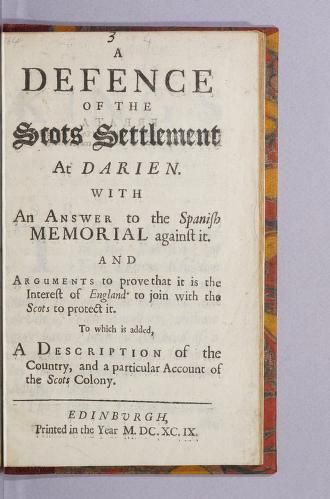 3
A
DEFENCE
OF THE
Scots Settlement
At DARIEN.
WITH
An ANSWER to the Spaniſh
MEMORIAL againſt it.
AND
ARGUMENTS to prove that it is the
Intereſt of England to join with the
Scots to protect it.
To which is added,
A DESCRIPTION of the
Country, and a particular Account of
the Scots Colony.
EDINBVRGH,
Printed in the Year M. DC. XC. IX.